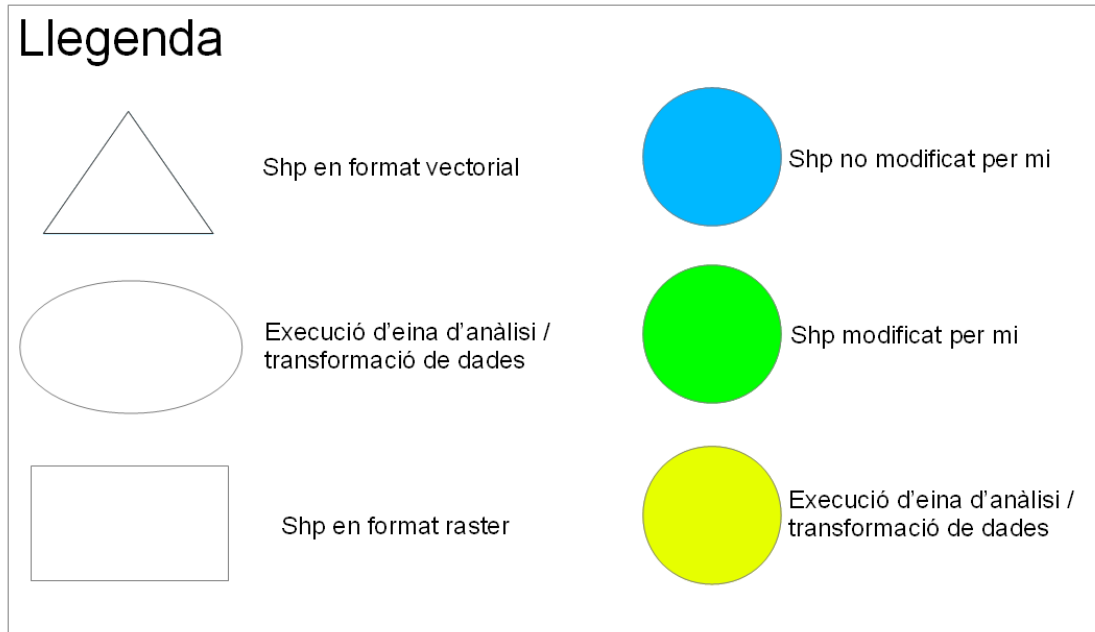 Llegenda
Shp en format vectorial
Shp no modificat per mi
Execució d'eina d'anàlisi /
transformació de dades
Shp modificat per mi
Shp en format raster
Execució d'eina d'anàlisi /
transformació de dades